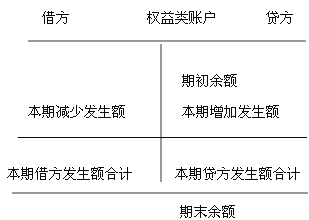 借方 权益类账户 贷方
期初余额
本期减少发生额 本期增加发生额
本期借方发生额合计 本期贷方发生额合计
期末余额